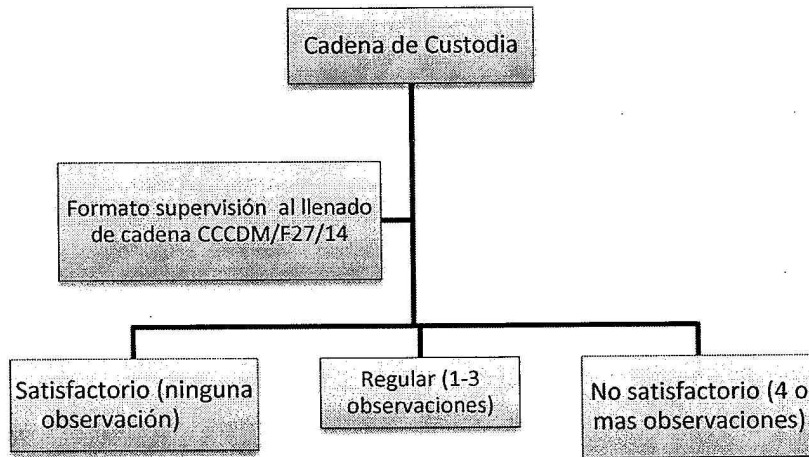 Cadena de Custodia
Formato supervisión al llenado
de cadena CCCDM/F27/14
Satisfactorio (ninguna
observación)
Regular (1-3
observaciones)
No satisfactorio (4 o
mas observaciones)